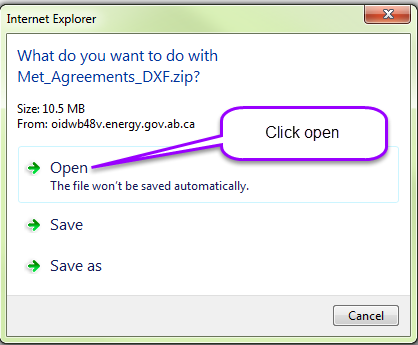 Internet Explorer
What do you want to do with
Met_Agreements_DXF.zip?
Size: 10.5 MB
From: oidwb48v.energy.gov.ab.ca
Click open
Open
The file won't be saved automatically.
Save
Save as
Cancel